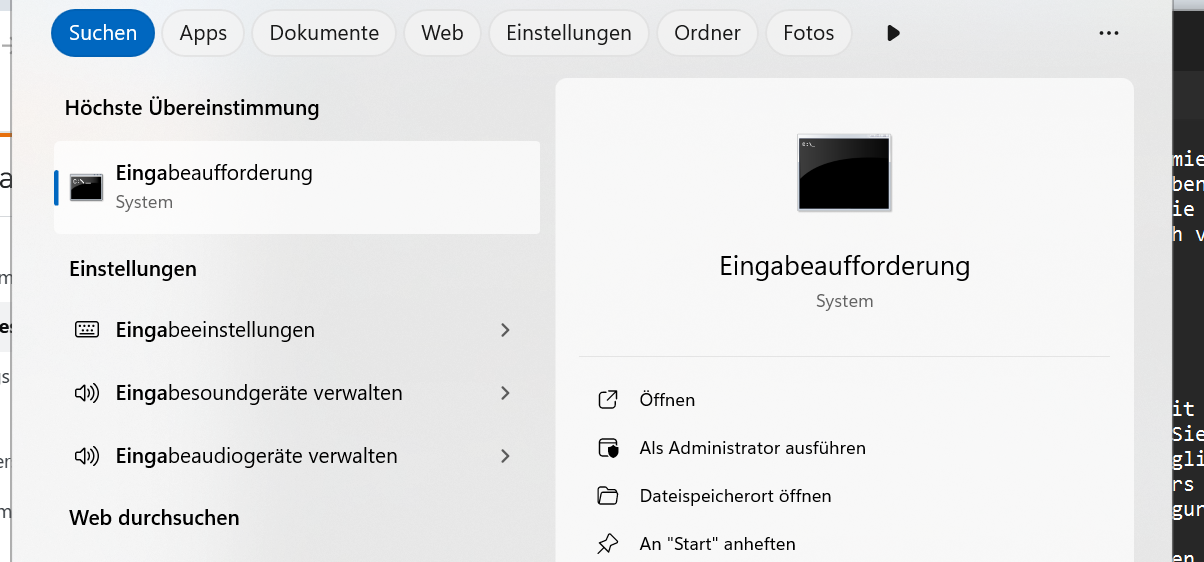 Suchen Apps Dokumente Web Einstellungen Ordner Fotos
Höchste Übereinstimmung
Eingabeaufforderung
System
Einstellungen
Eingabeeinstellungen
Eingabesoundgeräte verwalten
Eingabeaudiogeräte verwalten
Web durchsuchen
C:\_
Eingabeaufforderung
System
Öffnen
Als Administrator ausführen
Dateispeicherort öffnen
An "Start" anheften